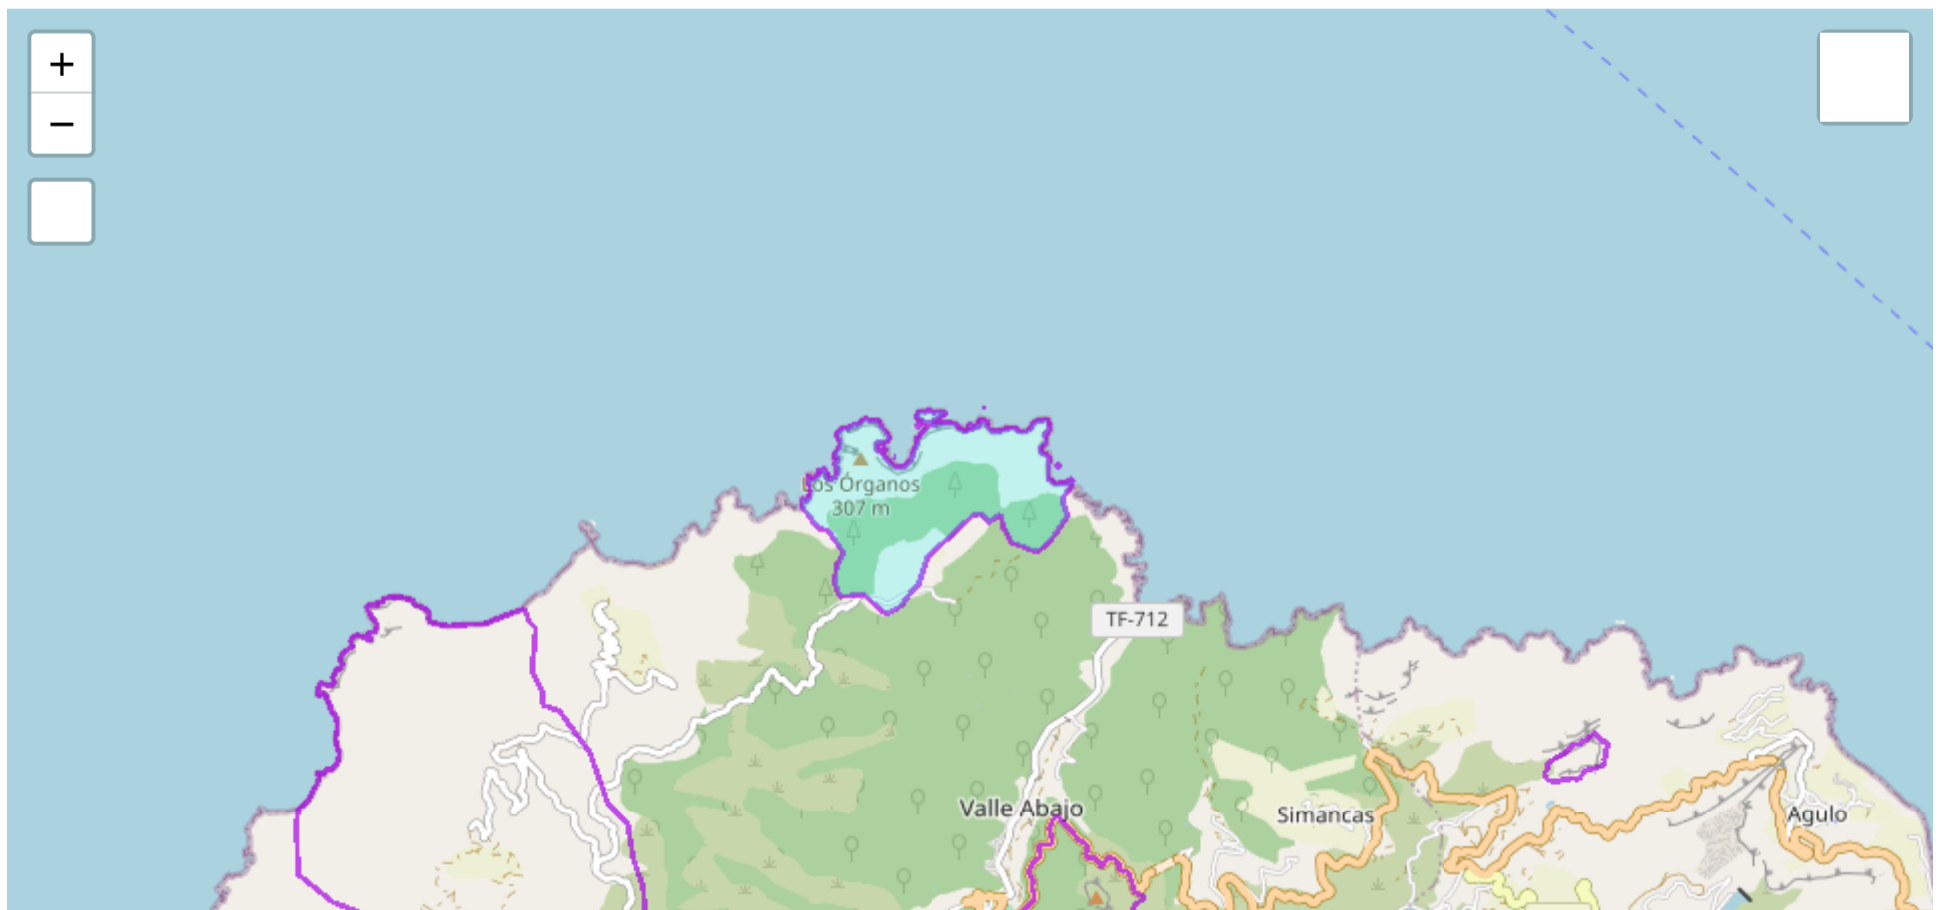 +
−
Los Órganos
307 m
TF-712
Valle Abajo
Simancas
Agulo